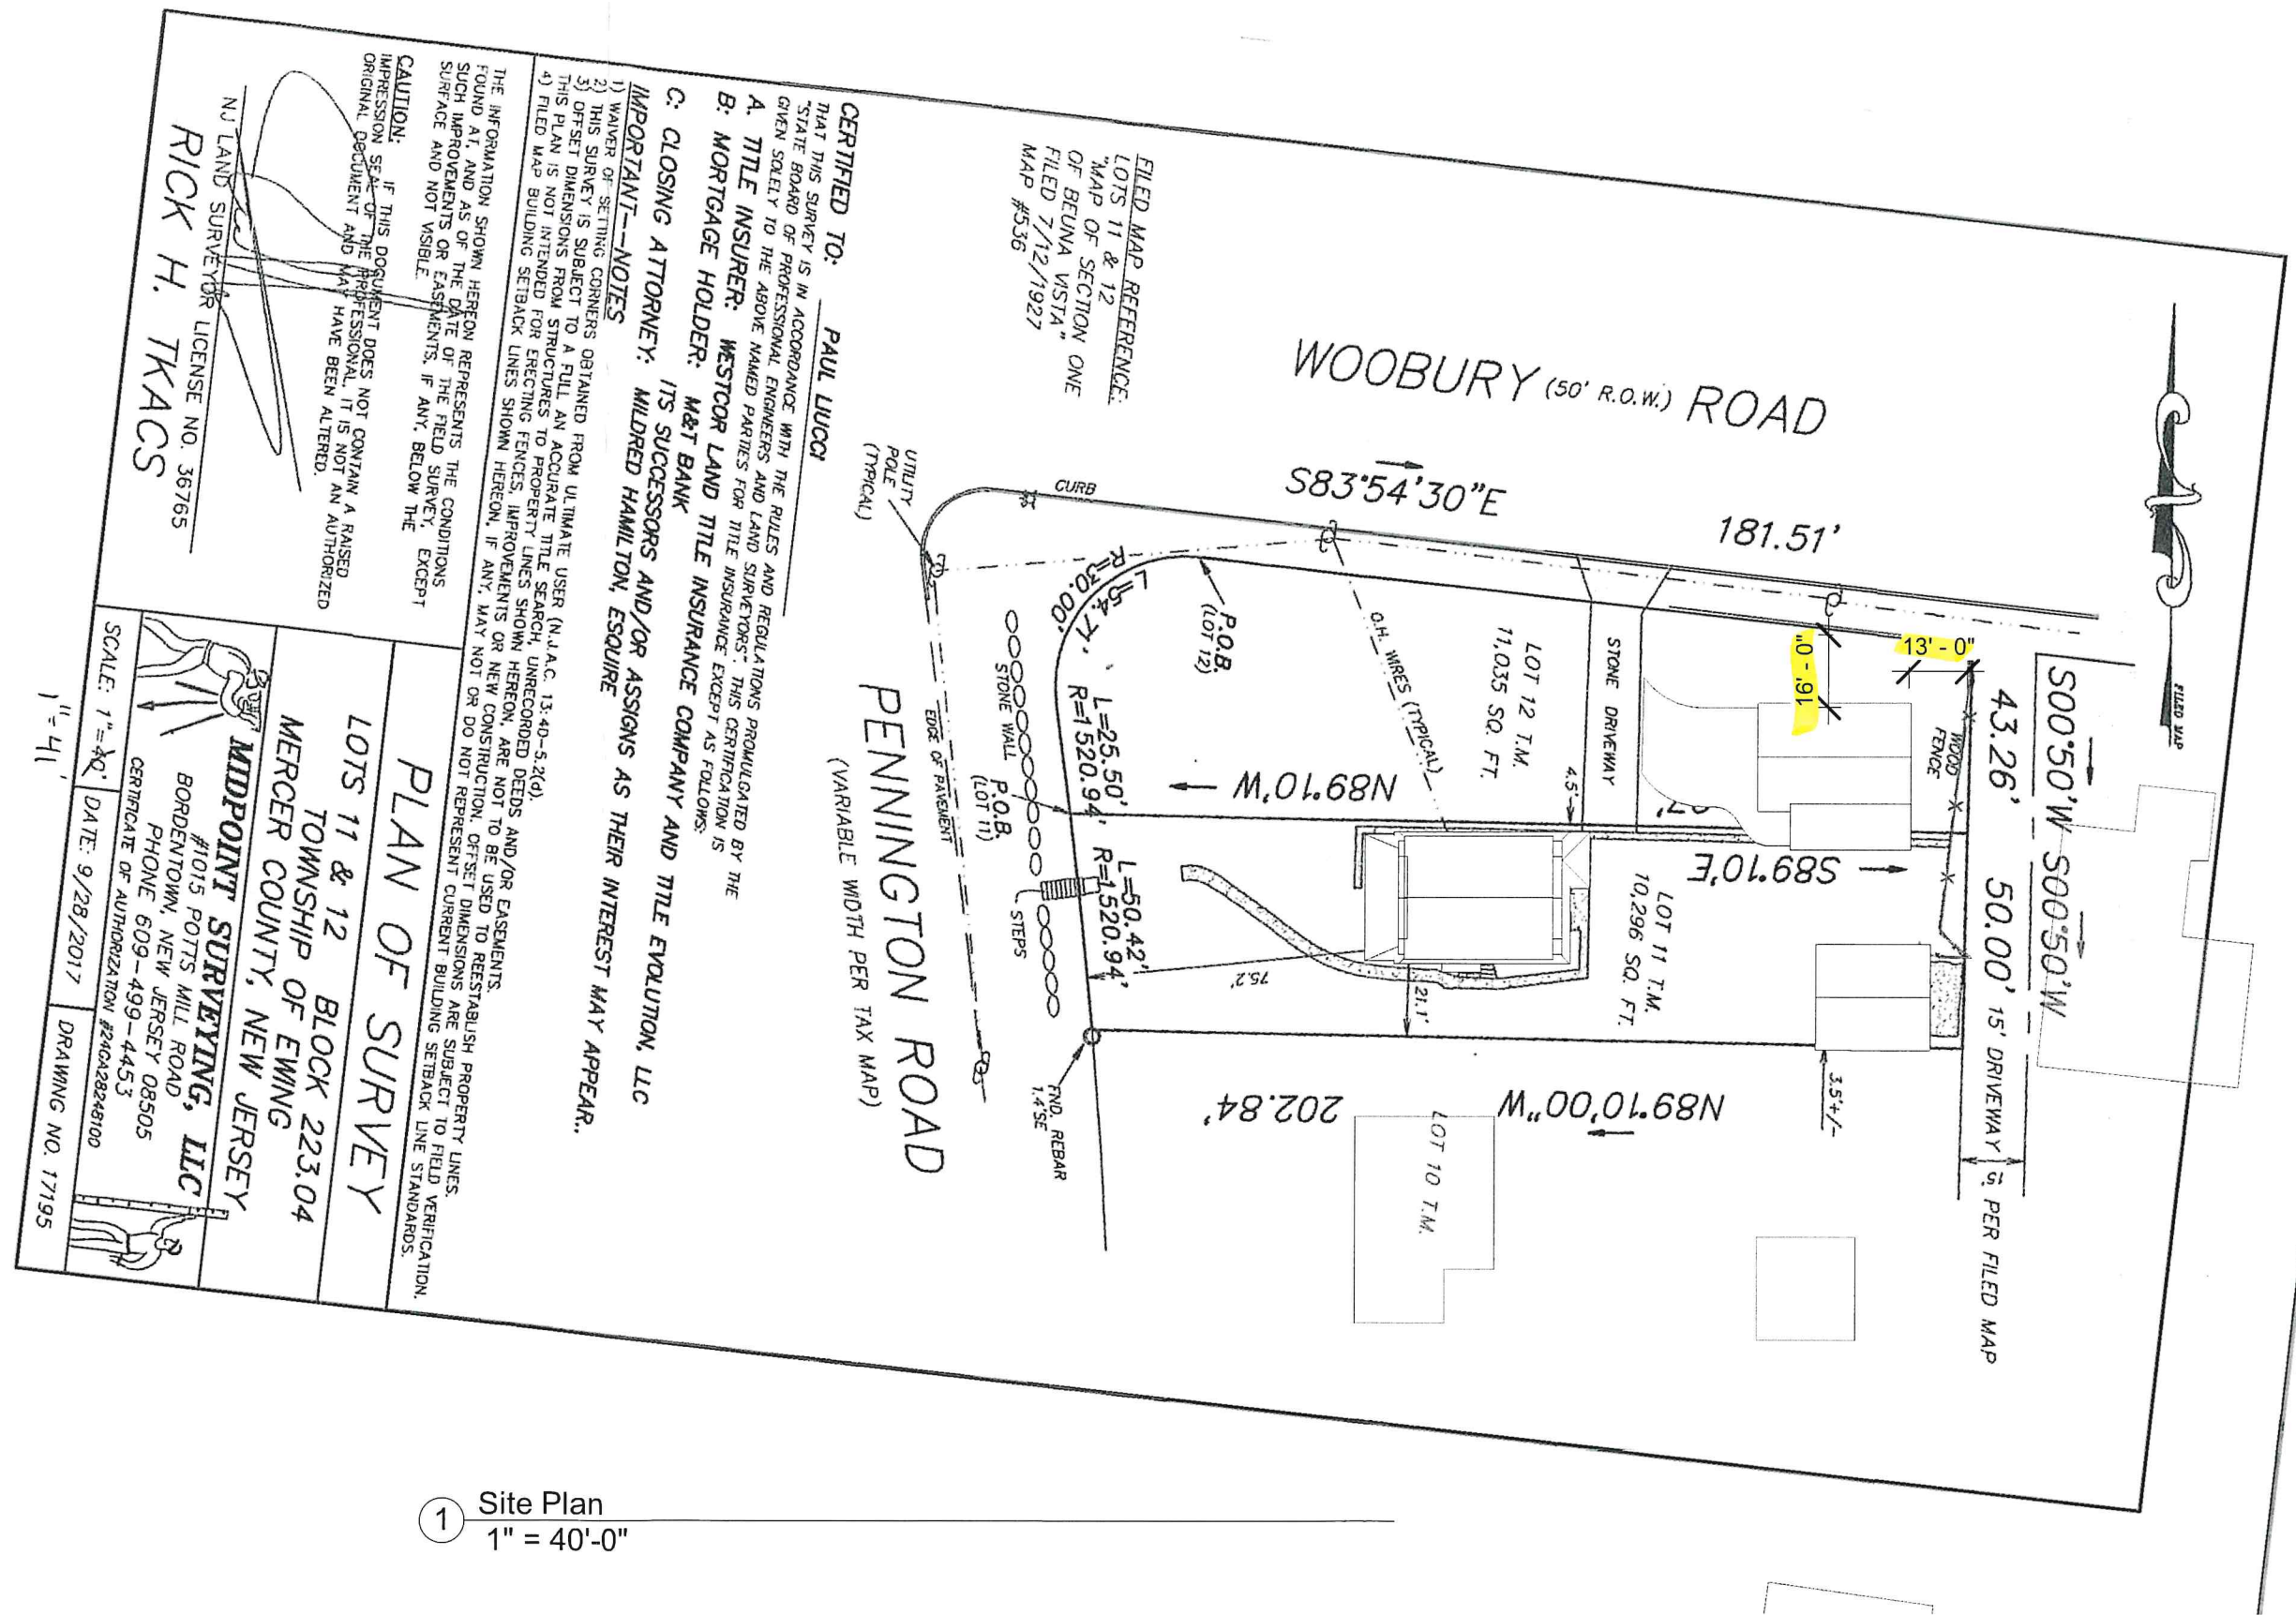 FILED MAP
WOOBURY (50' R.O.W.) ROAD
S83°54'30"E
181.51'
FILED MAP REFERENCE:
LOTS 11 & 12
"MAP OF SECTION ONE
OF BEUNA VISTA"
FILED 7/12/1927
MAP #536
UTILITY
POLE
(TYPICAL)
CURB
P.O.B.
(LOT 12)
R=30.00'
L=54.71'
O.H. WIRES (TYPICAL)
LOT 12 T.M.
11,035 SQ. FT.
STONE DRIVEWAY
16' - 0"
13' - 0"
WOOD
FENCE
S00°50'W
43.26'
S00°50'W
50.00'
15' DRIVEWAY
PER FILED MAP
N89°10'W
4.5'
S89°10'E
L=25.50'
R=1520.94'
P.O.B.
(LOT 11)
STONE WALL
EDGE OF PAVEMENT
STEPS
L=50.42'
R=1520.94'
75.2'
21.1'
LOT 11 T.M.
10,296 SQ. FT.
3.5'+/-
N89°10'00"W
202.84'
LOT 10 T.M.
FND. REBAR
1.4'SE
PENNINGTON ROAD
(VARIABLE WIDTH PER TAX MAP)
CERTIFIED TO: PAUL LIUCCI
THAT THIS SURVEY IS IN ACCORDANCE WITH THE RULES AND REGULATIONS PROMULGATED BY THE
"STATE BOARD OF PROFESSIONAL ENGINEERS AND LAND SURVEYORS". THIS CERTIFICATION IS
GIVEN SOLELY TO THE ABOVE NAMED PARTIES FOR TITLE INSURANCE EXCEPT AS FOLLOWS:
A. TITLE INSURER: WESTCOR LAND TITLE INSURANCE COMPANY AND TITLE EVOLUTION, LLC
B: MORTGAGE HOLDER: M&T BANK
ITS SUCCESSORS AND/OR ASSIGNS AS THEIR INTEREST MAY APPEAR..
C: CLOSING ATTORNEY: MILDRED HAMILTON, ESQUIRE
IMPORTANT--NOTES
1) WAIVER OF SETTING CORNERS OBTAINED FROM ULTIMATE USER (N.J.A.C. 13:40-5.2(d).
2) THIS SURVEY IS SUBJECT TO A FULL AN ACCURATE TITLE SEARCH, UNRECORDED DEEDS AND/OR EASEMENTS.
3) OFFSET DIMENSIONS FROM STRUCTURES TO PROPERTY LINES SHOWN HEREON, ARE NOT TO BE USED TO REESTABLISH PROPERTY LINES.
THIS PLAN IS NOT INTENDED FOR ERECTING FENCES, IMPROVEMENTS OR NEW CONSTRUCTION. OFFSET DIMENSIONS ARE SUBJECT TO FIELD VERIFICATION.
4) FILED MAP BUILDING SETBACK LINES SHOWN HEREON, IF ANY, MAY NOT OR DO NOT REPRESENT CURRENT BUILDING SETBACK LINE STANDARDS.
THE INFORMATION SHOWN HEREON REPRESENTS THE CONDITIONS
FOUND AT, AND AS OF THE DATE OF THE FIELD SURVEY, EXCEPT
SUCH IMPROVEMENTS OR EASEMENTS, IF ANY, BELOW THE
SURFACE AND NOT VISIBLE.
CAUTION: IF THIS DOCUMENT DOES NOT CONTAIN A RAISED
IMPRESSION SEAL OF THE PROFESSIONAL, IT IS NOT AN AUTHORIZED
ORIGINAL DOCUMENT AND MAY HAVE BEEN ALTERED.
NJ LAND SURVEYOR LICENSE NO. 36765
RICK H. TKACS
PLAN OF SURVEY
LOTS 11 & 12 BLOCK 223.04
TOWNSHIP OF EWING
MERCER COUNTY, NEW JERSEY
MIDPOINT SURVEYING, LLC
#1015 POTTS MILL ROAD
BORDENTOWN, NEW JERSEY 08505
PHONE 609-499-4453
CERTIFICATE OF AUTHORIZATION #24GA28248100
SCALE: 1"=40'
DATE: 9/28/2017
DRAWING NO. 17195
1"=41'
1
Site Plan
1" = 40'-0"